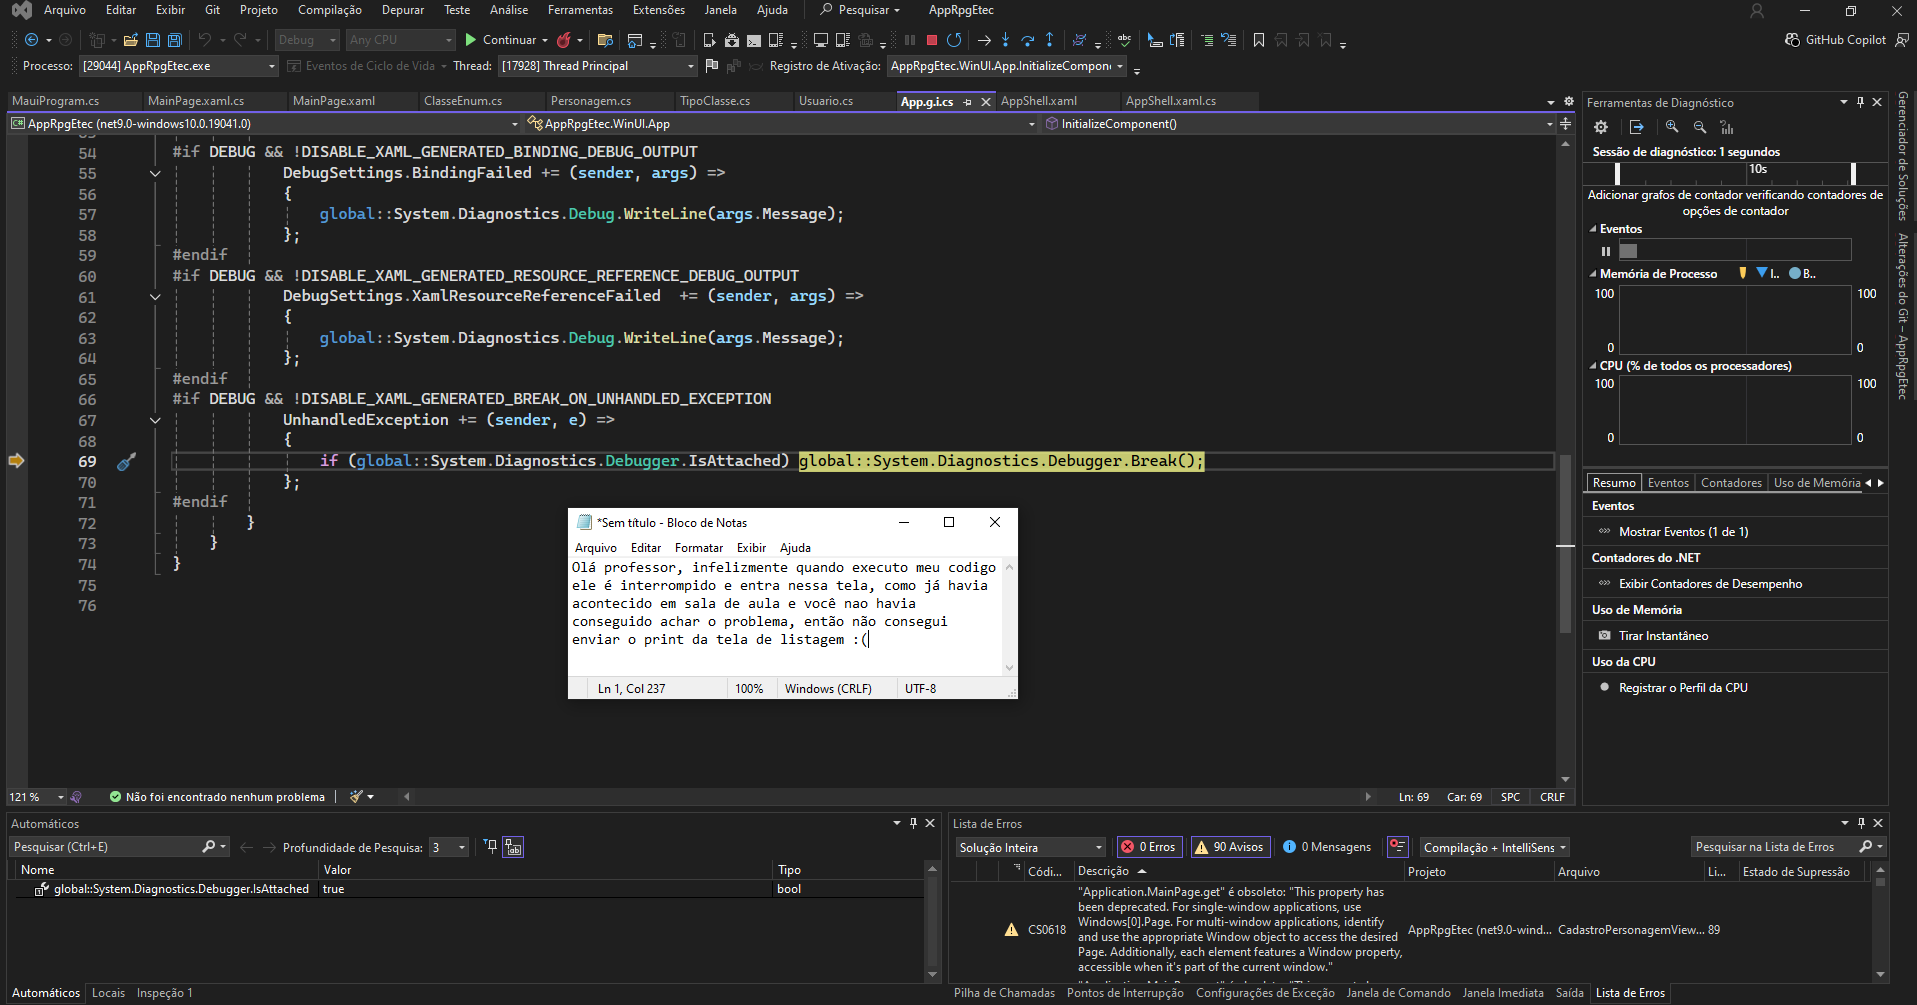 Arquivo Editar Exibir Git Projeto Compilação Depurar Teste Análise Ferramentas Extensões Janela Ajuda Pesquisar AppRpgEtec
Debug Any CPU Continuar GitHub Copilot
Processo: [29044] AppRpgEtec.exe Eventos de Ciclo de Vida Thread: [17928] Thread Principal Registro de Ativação: AppRpgEtec.WinUI.App.InitializeCompon
MauiProgram.cs MainPage.xaml.cs MainPage.xaml ClasseEnum.cs Personagem.cs TipoClasse.cs Usuario.cs App.g.i.cs AppShell.xaml AppShell.xaml.cs
AppRpgEtec (net9.0-windows10.0.19041.0) AppRpgEtec.WinUI.App InitializeComponent()
54 #if DEBUG && !DISABLE_XAML_GENERATED_BINDING_DEBUG_OUTPUT
55 DebugSettings.BindingFailed += (sender, args) =>
56 {
57 global::System.Diagnostics.Debug.WriteLine(args.Message);
58 };
59 #endif
60 #if DEBUG && !DISABLE_XAML_GENERATED_RESOURCE_REFERENCE_DEBUG_OUTPUT
61 DebugSettings.XamlResourceReferenceFailed += (sender, args) =>
62 {
63 global::System.Diagnostics.Debug.WriteLine(args.Message);
64 };
65 #endif
66 #if DEBUG && !DISABLE_XAML_GENERATED_BREAK_ON_UNHANDLED_EXCEPTION
67 UnhandledException += (sender, e) =>
68 {
69 if (global::System.Diagnostics.Debugger.IsAttached) global::System.Diagnostics.Debugger.Break();
70 };
71 #endif
72 }
73 }
74 }
75
76
*Sem título - Bloco de Notas
Arquivo Editar Formatar Exibir Ajuda
Olá professor, infelizmente quando executo meu codigo
ele é interrompido e entra nessa tela, como já havia
acontecido em sala de aula e você nao havia
conseguido achar o problema, então não consegui
enviar o print da tela de listagem :(
Ln 1, Col 237 100% Windows (CRLF) UTF-8
121 % Não foi encontrado nenhum problema Ln: 69 Car: 69 SPC CRLF
Ferramentas de Diagnóstico
Sessão de diagnóstico: 1 segundos
10s
Adicionar grafos de contador verificando contadores de
opções de contador
Eventos
Memória de Processo I.. B..
100 100
0 0
CPU (% de todos os processadores)
100 100
0 0
Resumo Eventos Contadores Uso de Memória
Eventos
Mostrar Eventos (1 de 1)
Contadores do .NET
Exibir Contadores de Desempenho
Uso de Memória
Tirar Instantâneo
Uso da CPU
Registrar o Perfil da CPU
Gerenciador de Soluções
Alterações do Git – AppRpgEtec
Automáticos
Pesquisar (Ctrl+E) Profundidade de Pesquisa: 3
Nome Valor Tipo
global::System.Diagnostics.Debugger.IsAttached true bool
Automáticos Locais Inspeção 1
Lista de Erros
Solução Inteira 0 Erros 90 Avisos 0 Mensagens Compilação + IntelliSens Pesquisar na Lista de Erros
Códi... Descrição Projeto Arquivo Li... Estado de Supressão
"Application.MainPage.get" é obsoleto: "This property has
been deprecated. For single-window applications, use
Windows[0].Page. For multi-window applications, identify
CS0618 and use the appropriate Window object to access the desired AppRpgEtec (net9.0-wind... CadastroPersonagemView... 89
Page. Additionally, each element features a Window property,
accessible when it's part of the current window."
Pilha de Chamadas Pontos de Interrupção Configurações de Exceção Janela de Comando Janela Imediata Saída Lista de Erros